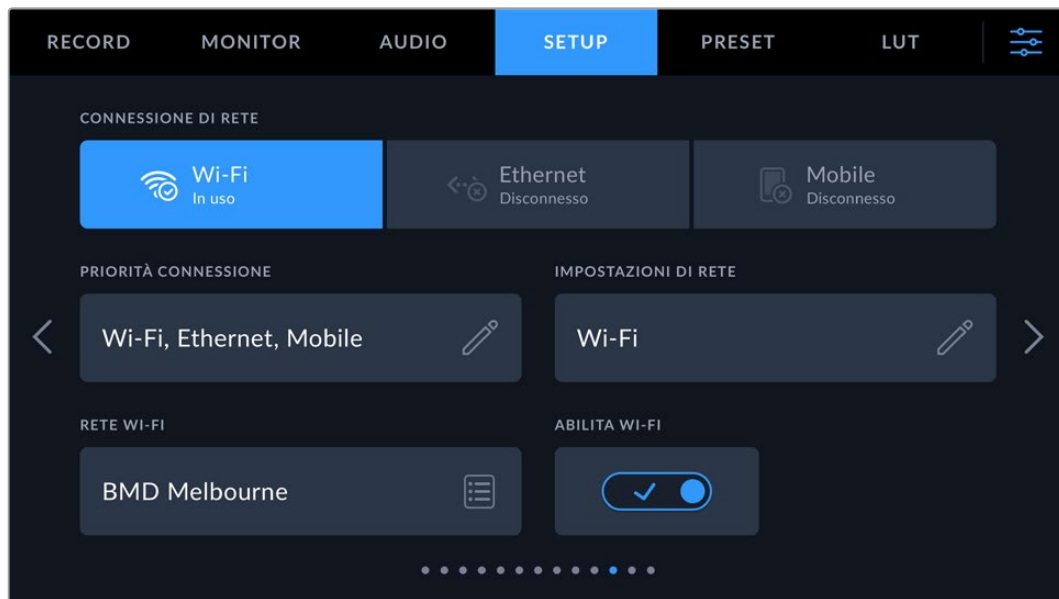 RECORD MONITOR AUDIO SETUP PRESET LUT
CONNESSIONE DI RETE
Wi-Fi
In uso
Ethernet
Disconnesso
Mobile
Disconnesso
PRIORITÀ CONNESSIONE
Wi-Fi, Ethernet, Mobile
IMPOSTAZIONI DI RETE
Wi-Fi
RETE WI-FI
BMD Melbourne
ABILITA WI-FI